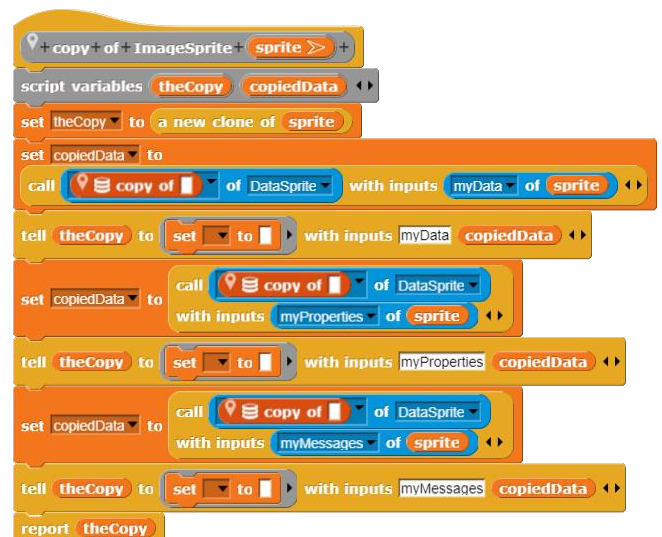 + copy + of + ImageSprite + sprite +
script variables theCopy copiedData
set theCopy to a new clone of sprite
set copiedData to
call copy of of DataSprite with inputs myData of sprite
tell theCopy to set to with inputs myData copiedData
set copiedData to call copy of of DataSprite
with inputs myProperties of sprite
tell theCopy to set to with inputs myProperties copiedData
set copiedData to call copy of of DataSprite
with inputs myMessages of sprite
tell theCopy to set to with inputs myMessages copiedData
report theCopy